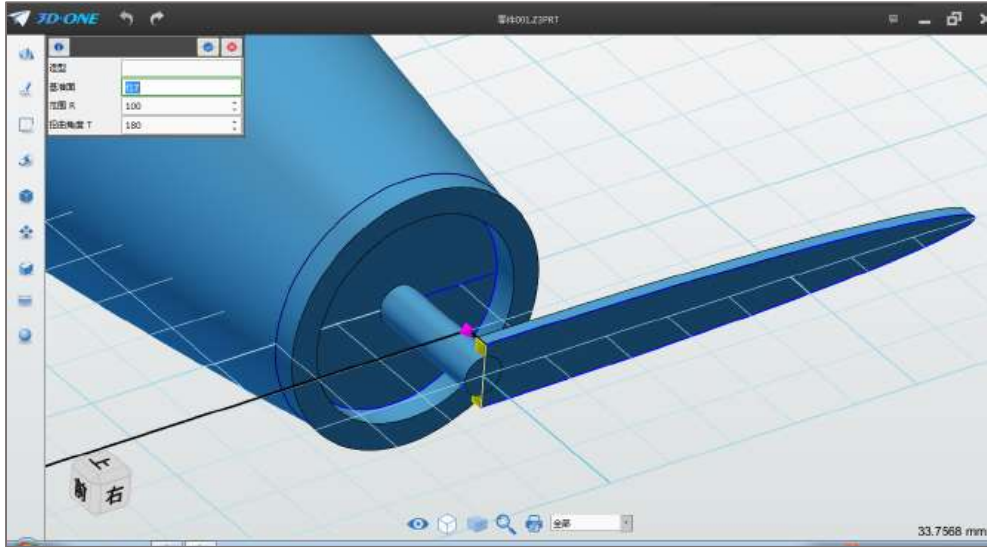 3D·ONE
零件001.Z3PRT
造型
基准面
范围 R 100
扭曲角度 T 180
上
前
右
全部
33.7568 mm